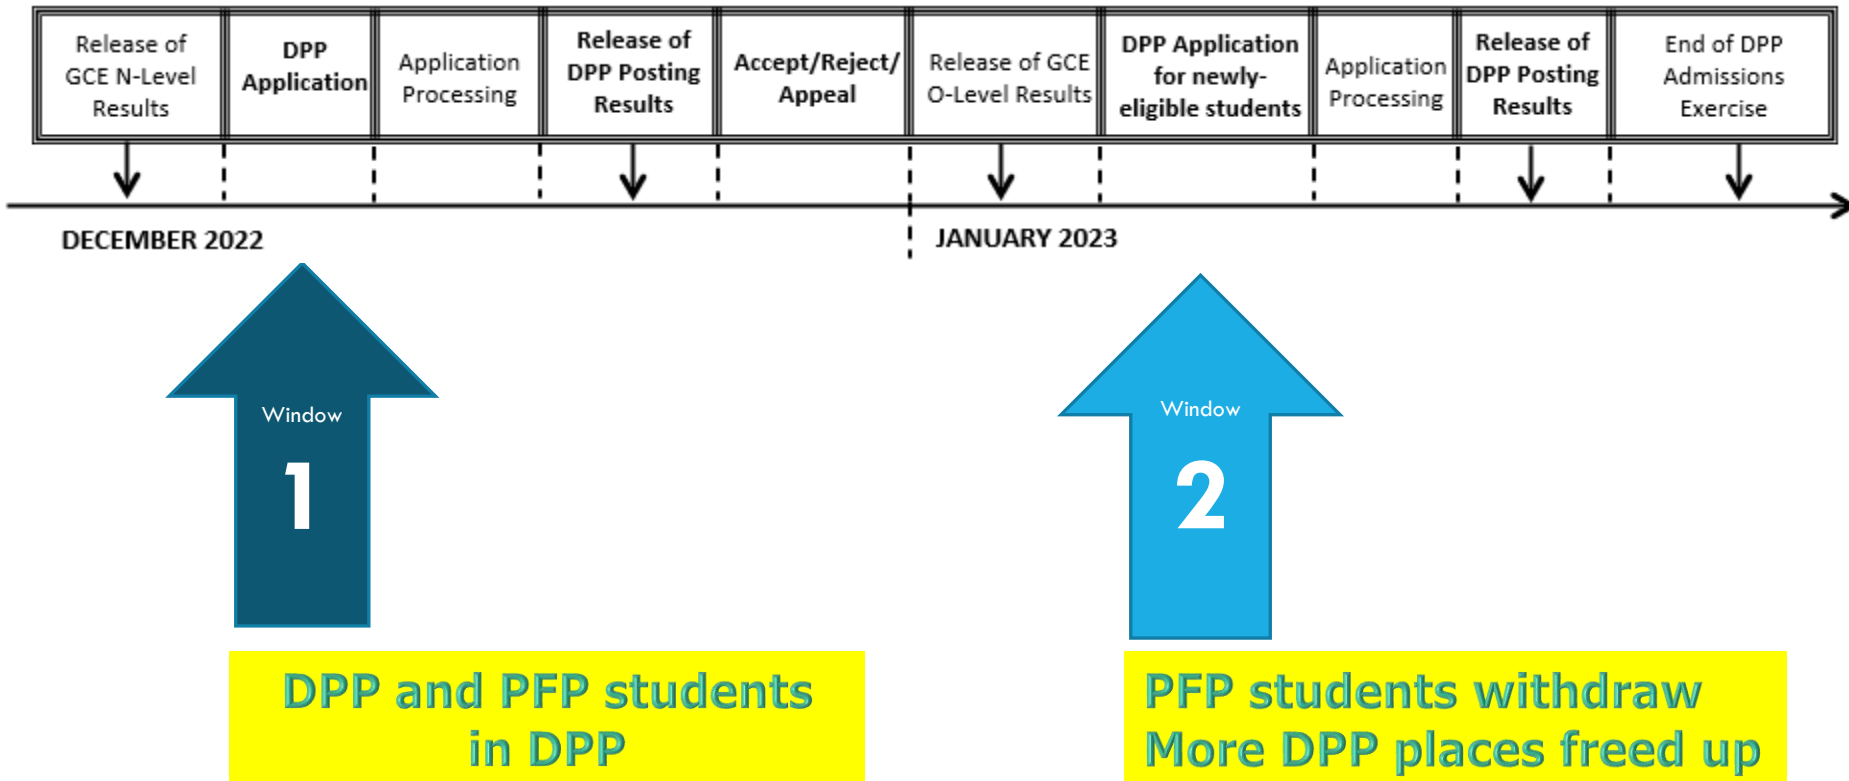 Release of
GCE N-Level
Results
DPP
Application
Application
Processing
Release of
DPP Posting
Results
Accept/Reject/
Appeal
Release of GCE
O-Level Results
DPP Application
for newly-
eligible students
Application
Processing
Release of
DPP Posting
Results
End of DPP
Admissions
Exercise
DECEMBER 2022
JANUARY 2023
Window
1
Window
2
DPP and PFP students
in DPP
PFP students withdraw
More DPP places freed up